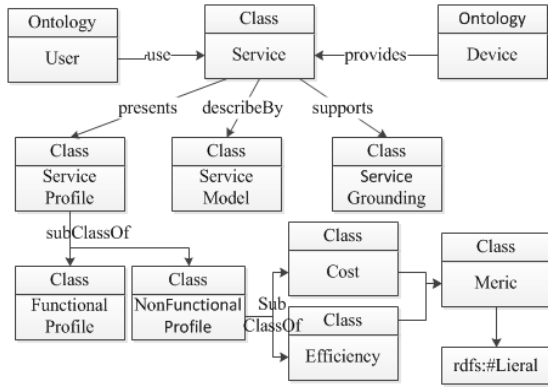 Ontology
User
use
Class
Service
provides
Ontology
Device
presents
describeBy
supports
Class
Service
Profile
Class
Service
Model
Class
Service
Grounding
subClassOf
Class
Functional
Profile
Class
NonFunctional
Profile
Sub
ClassOf
Class
Cost
Class
Efficiency
Class
Meric
rdfs:#Lieral